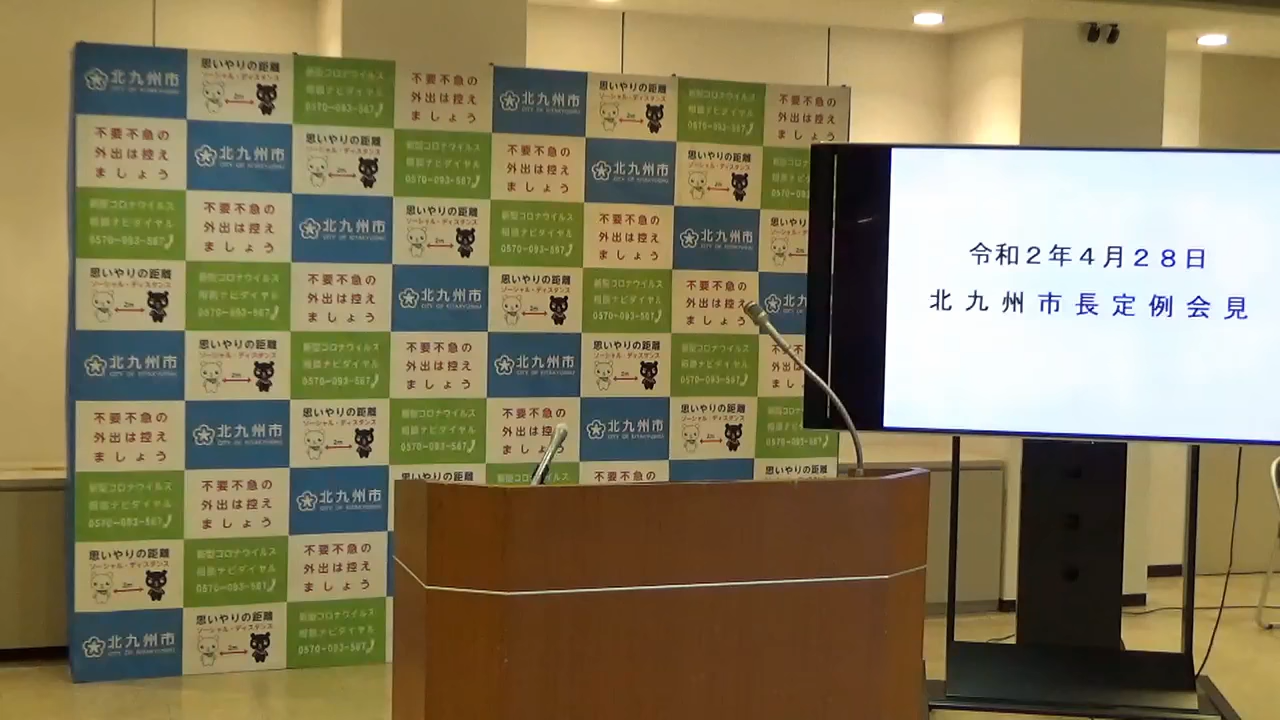 北九州市
CITY OF KITAKYUSHU
思いやりの距離
ソーシャル・ディスタンス
2m
新型コロナウイルス
相談ナビダイヤル
0570-093-567
不要不急の
外出は控え
ましょう
令和2年4月28日
北九州市長定例会見